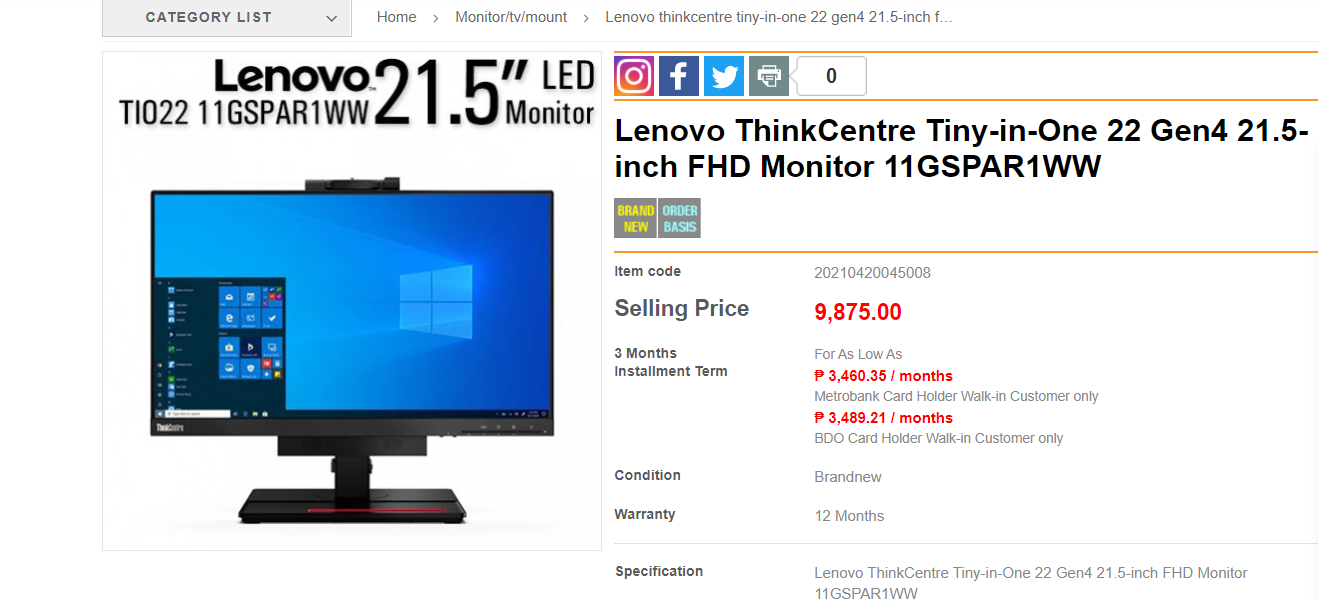 CATEGORY LIST
Home
Monitor/tv/mount
Lenovo thinkcentre tiny-in-one 22 gen4 21.5-inch f...
Lenovo™ 21.5″ LED
TIO22 11GSPAR1WW Monitor
ThinkCentre
0
Lenovo ThinkCentre Tiny-in-One 22 Gen4 21.5-
inch FHD Monitor 11GSPAR1WW
BRAND NEW
ORDER BASIS
Item code 20210420045008
Selling Price 9,875.00
3 Months
Installment Term
For As Low As
₱ 3,460.35 / months
Metrobank Card Holder Walk-in Customer only
₱ 3,489.21 / months
BDO Card Holder Walk-in Customer only
Condition Brandnew
Warranty 12 Months
Specification Lenovo ThinkCentre Tiny-in-One 22 Gen4 21.5-inch FHD Monitor
11GSPAR1WW